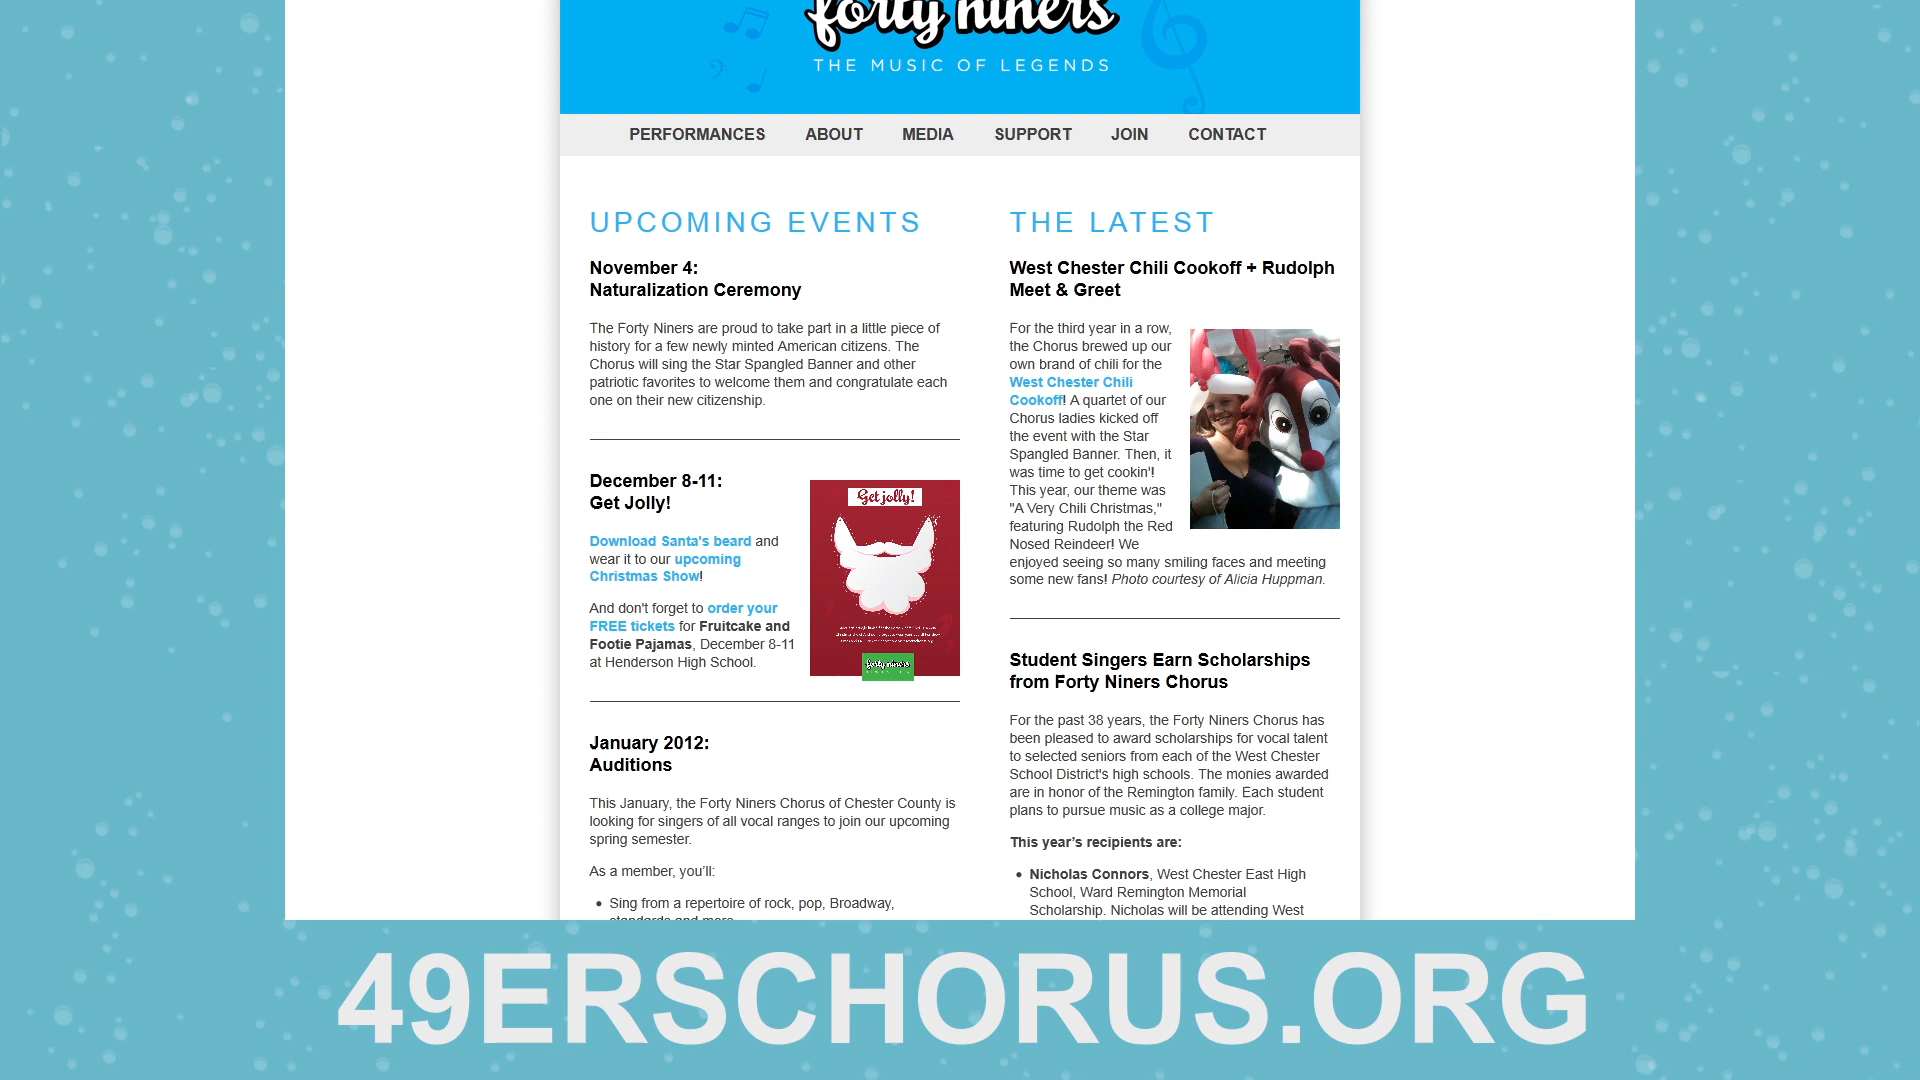 forty niners
THE MUSIC OF LEGENDS
PERFORMANCES ABOUT MEDIA SUPPORT JOIN CONTACT
UPCOMING EVENTS
November 4:
Naturalization Ceremony
The Forty Niners are proud to take part in a little piece of
history for a few newly minted American citizens. The
Chorus will sing the Star Spangled Banner and other
patriotic favorites to welcome them and congratulate each
one on their new citizenship.
December 8-11:
Get Jolly!
Download Santa's beard and
wear it to our upcoming
Christmas Show!
And don't forget to order your
FREE tickets for Fruitcake and
Footie Pajamas, December 8-11
at Henderson High School.
Get jolly!
forty niners
January 2012:
Auditions
This January, the Forty Niners Chorus of Chester County is
looking for singers of all vocal ranges to join our upcoming
spring semester.
As a member, you’ll:
• Sing from a repertoire of rock, pop, Broadway,
standards and more
THE LATEST
West Chester Chili Cookoff + Rudolph
Meet & Greet
For the third year in a row,
the Chorus brewed up our
own brand of chili for the
West Chester Chili
Cookoff! A quartet of our
Chorus ladies kicked off
the event with the Star
Spangled Banner. Then, it
was time to get cookin'!
This year, our theme was
"A Very Chili Christmas,"
featuring Rudolph the Red
Nosed Reindeer! We
enjoyed seeing so many smiling faces and meeting
some new fans! Photo courtesy of Alicia Huppman.
Student Singers Earn Scholarships
from Forty Niners Chorus
For the past 38 years, the Forty Niners Chorus has
been pleased to award scholarships for vocal talent
to selected seniors from each of the West Chester
School District's high schools. The monies awarded
are in honor of the Remington family. Each student
plans to pursue music as a college major.
This year’s recipients are:
• Nicholas Connors, West Chester East High
School, Ward Remington Memorial
Scholarship. Nicholas will be attending West
49ERSCHORUS.ORG